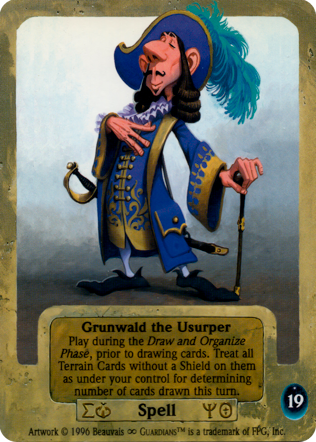 Grunwald the Usurper
Play during the Draw and Organize
Phase, prior to drawing cards. Treat all
Terrain Cards without a Shield on them
as under your control for determining
number of cards drawn this turn.
Spell
19
Artwork © 1996 Beauvais ∞ GUARDIANS™ is a trademark of FPG, Inc.